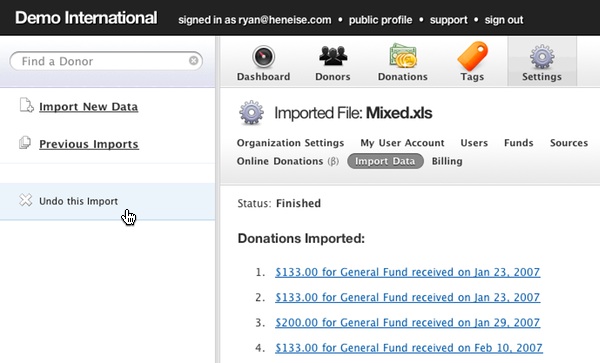 Demo International signed in as ryan@heneise.com • public profile • support • sign out
Find a Donor
Dashboard Donors Donations Tags Settings
Import New Data
Previous Imports
Undo this Import
Imported File: Mixed.xls
Organization Settings My User Account Users Funds Sources
Online Donations (β) Import Data Billing
Status: Finished
Donations Imported:
1. $133.00 for General Fund received on Jan 23, 2007
2. $133.00 for General Fund received on Jan 23, 2007
3. $200.00 for General Fund received on Jan 29, 2007
4. $133.00 for General Fund received on Feb 10, 2007